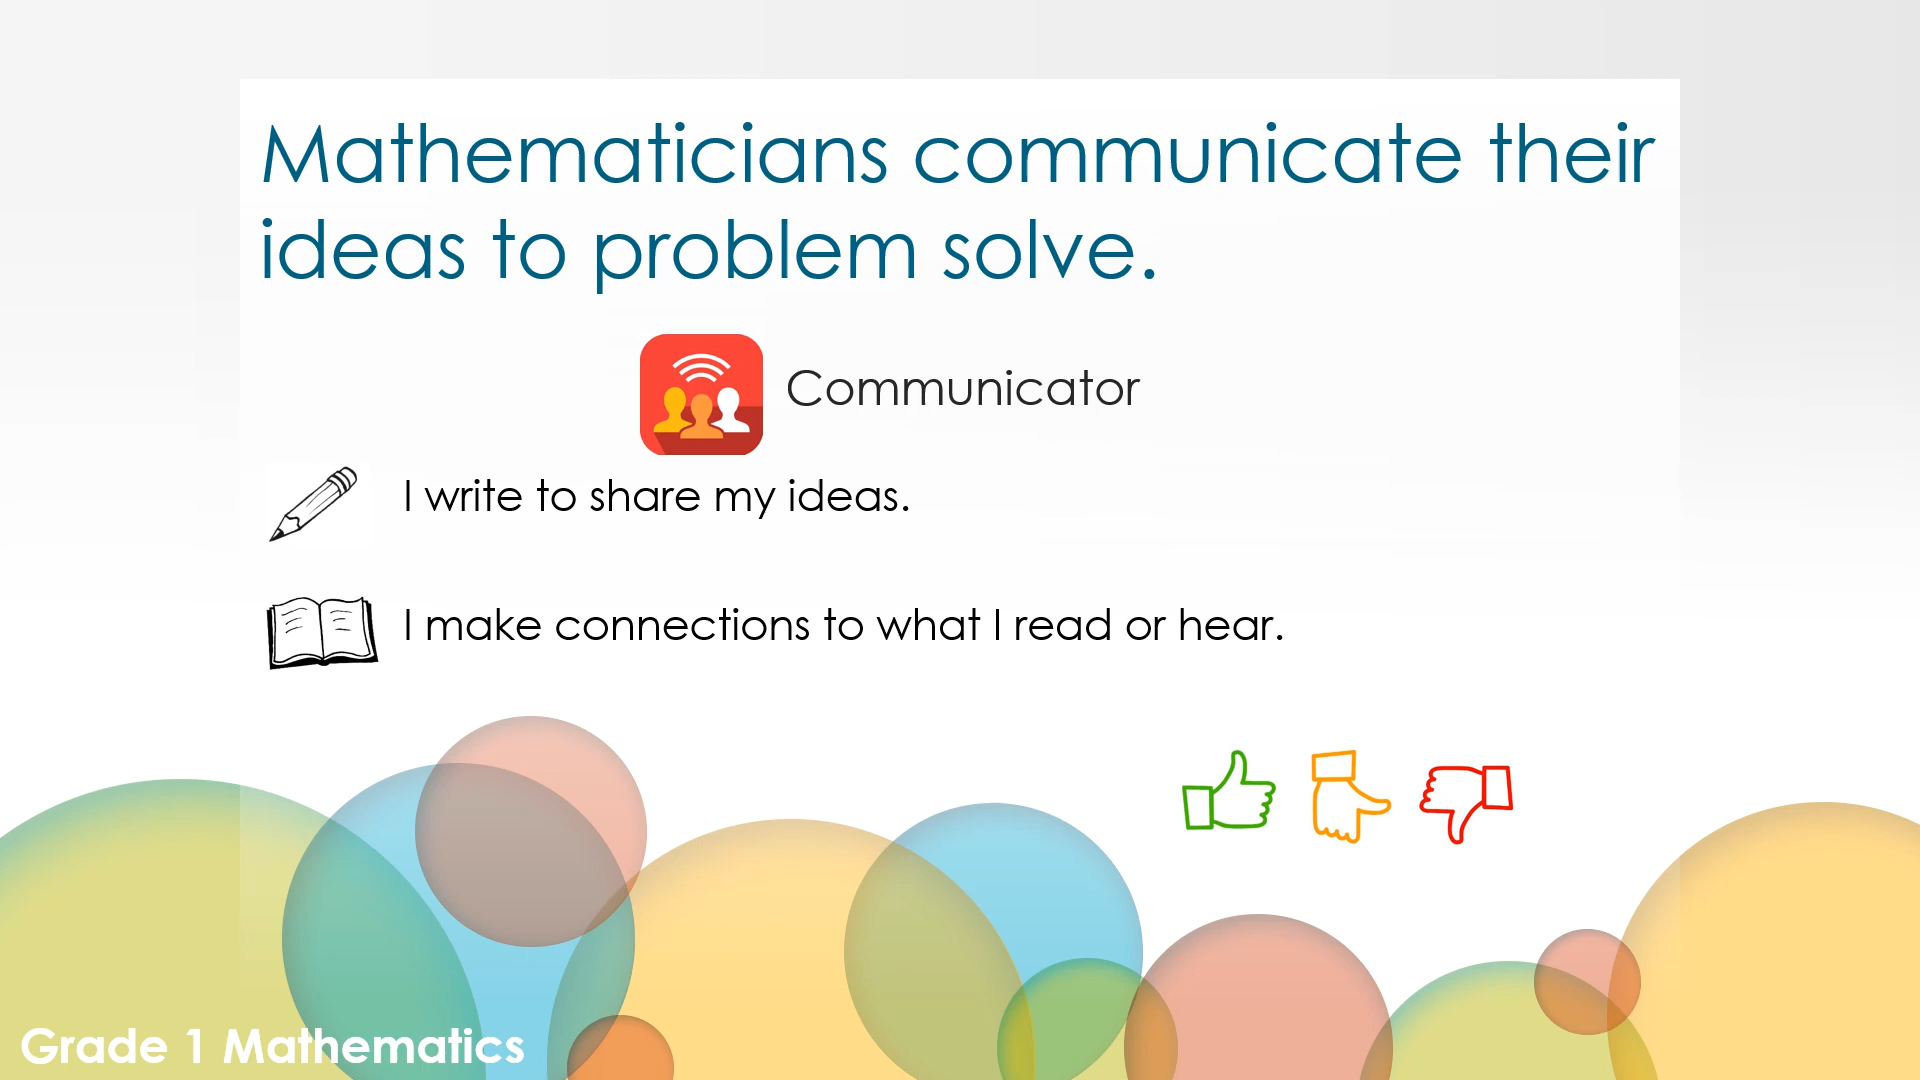 Mathematicians communicate their
ideas to problem solve.
Communicator
I write to share my ideas.
I make connections to what I read or hear.
Grade 1 Mathematics